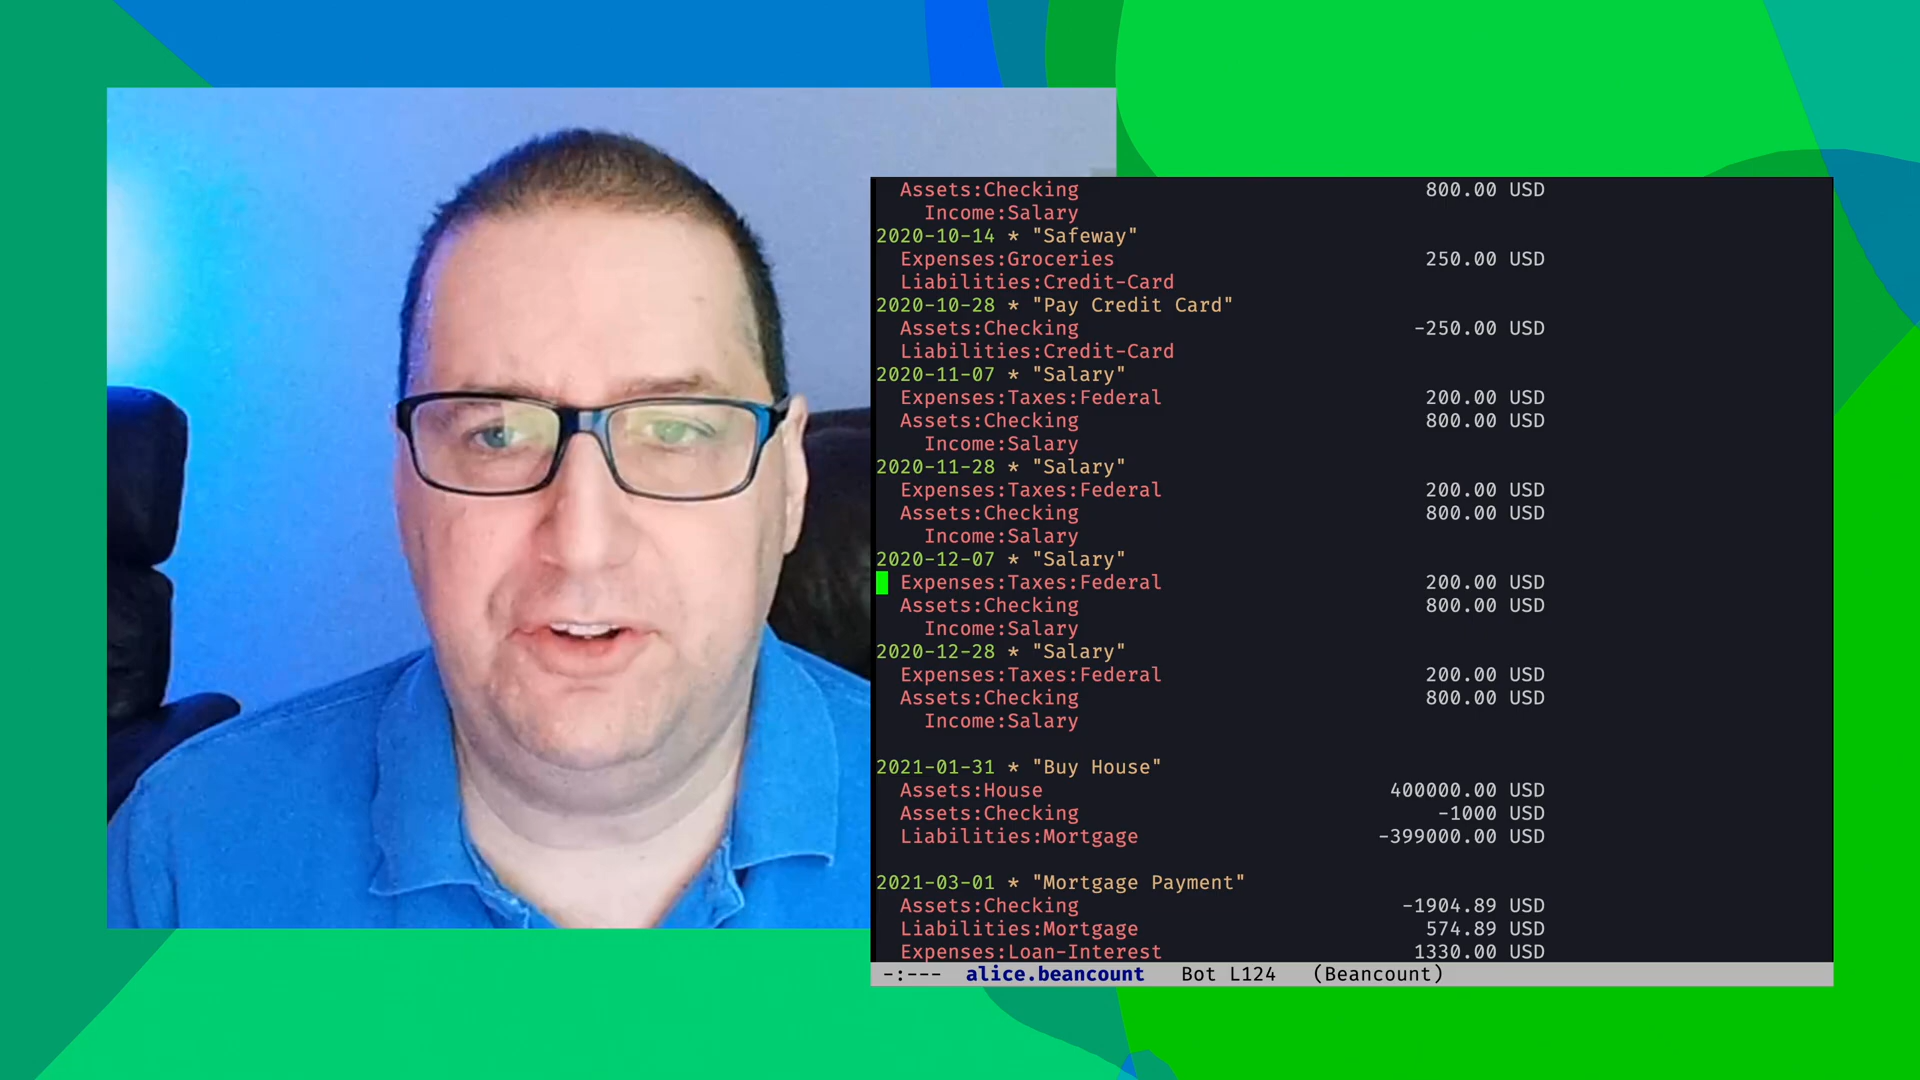 Assets:Checking 800.00 USD
Income:Salary
2020-10-14 * "Safeway"
Expenses:Groceries 250.00 USD
Liabilities:Credit-Card
2020-10-28 * "Pay Credit Card"
Assets:Checking -250.00 USD
Liabilities:Credit-Card
2020-11-07 * "Salary"
Expenses:Taxes:Federal 200.00 USD
Assets:Checking 800.00 USD
Income:Salary
2020-11-28 * "Salary"
Expenses:Taxes:Federal 200.00 USD
Assets:Checking 800.00 USD
Income:Salary
2020-12-07 * "Salary"
Expenses:Taxes:Federal 200.00 USD
Assets:Checking 800.00 USD
Income:Salary
2020-12-28 * "Salary"
Expenses:Taxes:Federal 200.00 USD
Assets:Checking 800.00 USD
Income:Salary
2021-01-31 * "Buy House"
Assets:House 400000.00 USD
Assets:Checking -1000 USD
Liabilities:Mortgage -399000.00 USD
2021-03-01 * "Mortgage Payment"
Assets:Checking -1904.89 USD
Liabilities:Mortgage 574.89 USD
Expenses:Loan-Interest 1330.00 USD
-:--- alice.beancount Bot L124 (Beancount)